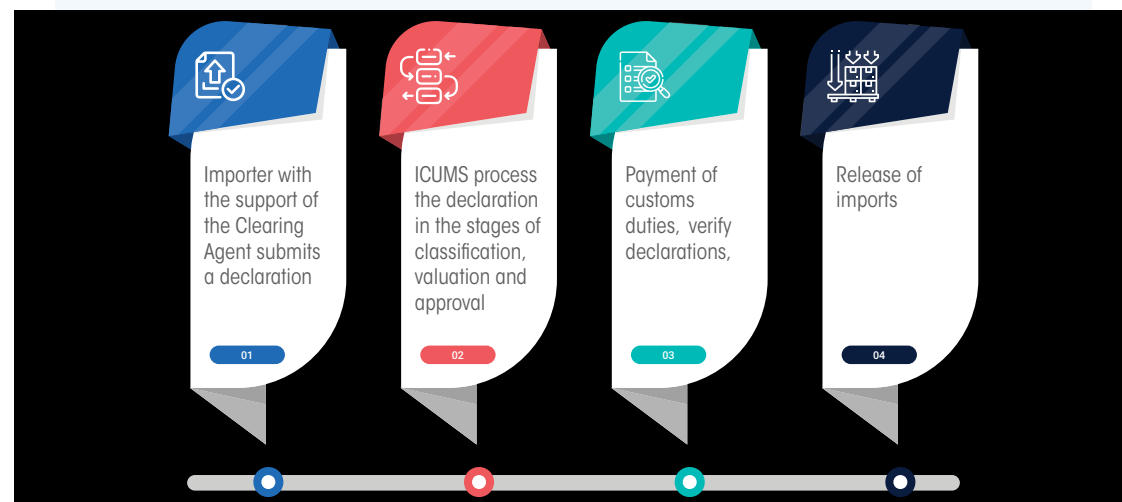 Importer with
the support of
the Clearing
Agent submits
a declaration
01
ICUMS process
the declaration
in the stages of
classification,
valuation and
approval
02
Payment of
customs
duties, verify
declarations,
03
Release of
imports
04